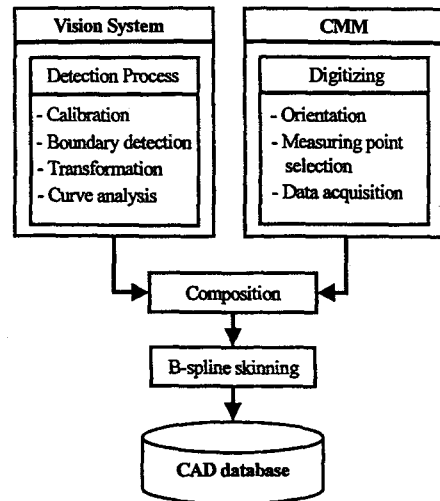 Vision System
Detection Process
- Calibration
- Boundary detection
- Transformation
- Curve analysis
CMM
Digitizing
- Orientation
- Measuring point
selection
- Data acquisition
Composition
B-spline skinning
CAD database